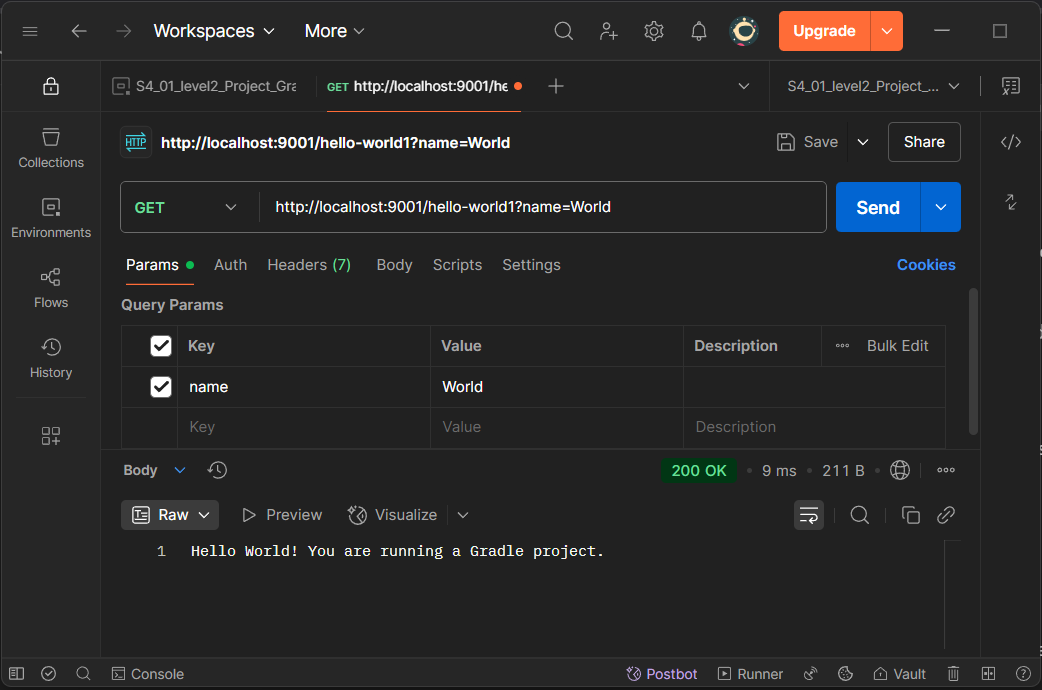 Workspaces More Upgrade
S4_01_level2_Project_Gra GET http://localhost:9001/he S4_01_level2_Project_...
HTTP http://localhost:9001/hello-world1?name=World Save Share
Collections
GET http://localhost:9001/hello-world1?name=World Send
Environments
Params Auth Headers (7) Body Scripts Settings Cookies
Flows
Query Params
Key Value Description Bulk Edit
History
name World
Key Value Description
Body 200 OK 9 ms 211 B
Raw Preview Visualize
1 Hello World! You are running a Gradle project.
Console Postbot Runner Vault